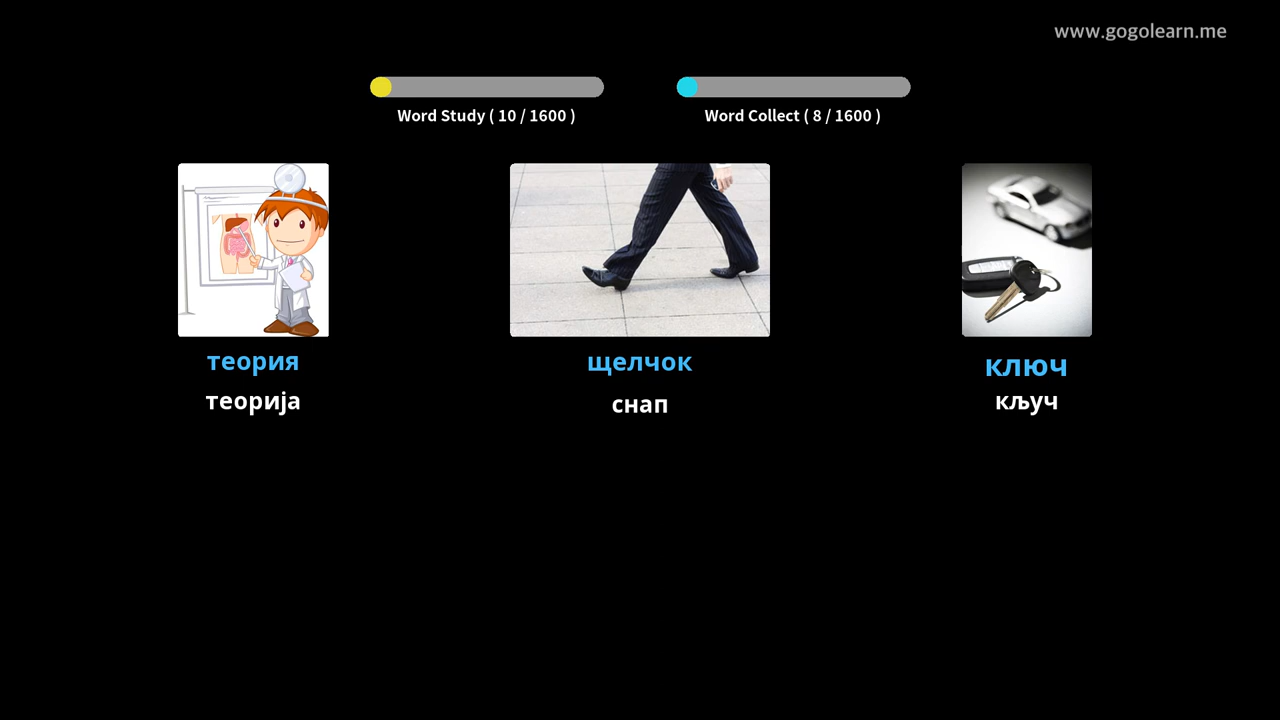 www.gogolearn.me
Word Study ( 10 / 1600 )
Word Collect ( 8 / 1600 )
теория
теорија
щелчок
снап
ключ
кључ